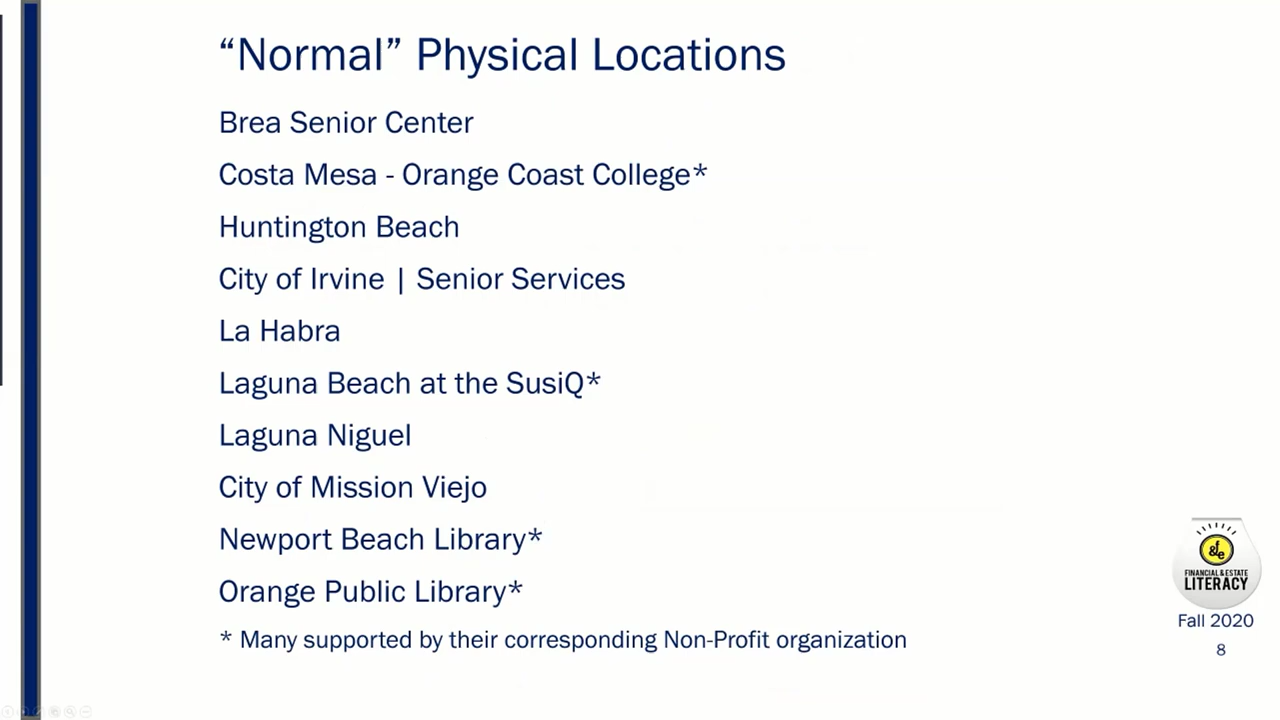 “Normal” Physical Locations
Brea Senior Center
Costa Mesa - Orange Coast College*
Huntington Beach
City of Irvine | Senior Services
La Habra
Laguna Beach at the SusiQ*
Laguna Niguel
City of Mission Viejo
Newport Beach Library*
Orange Public Library*
* Many supported by their corresponding Non-Profit organization
f&e
FINANCIAL & ESTATE
LITERACY
Fall 2020
8